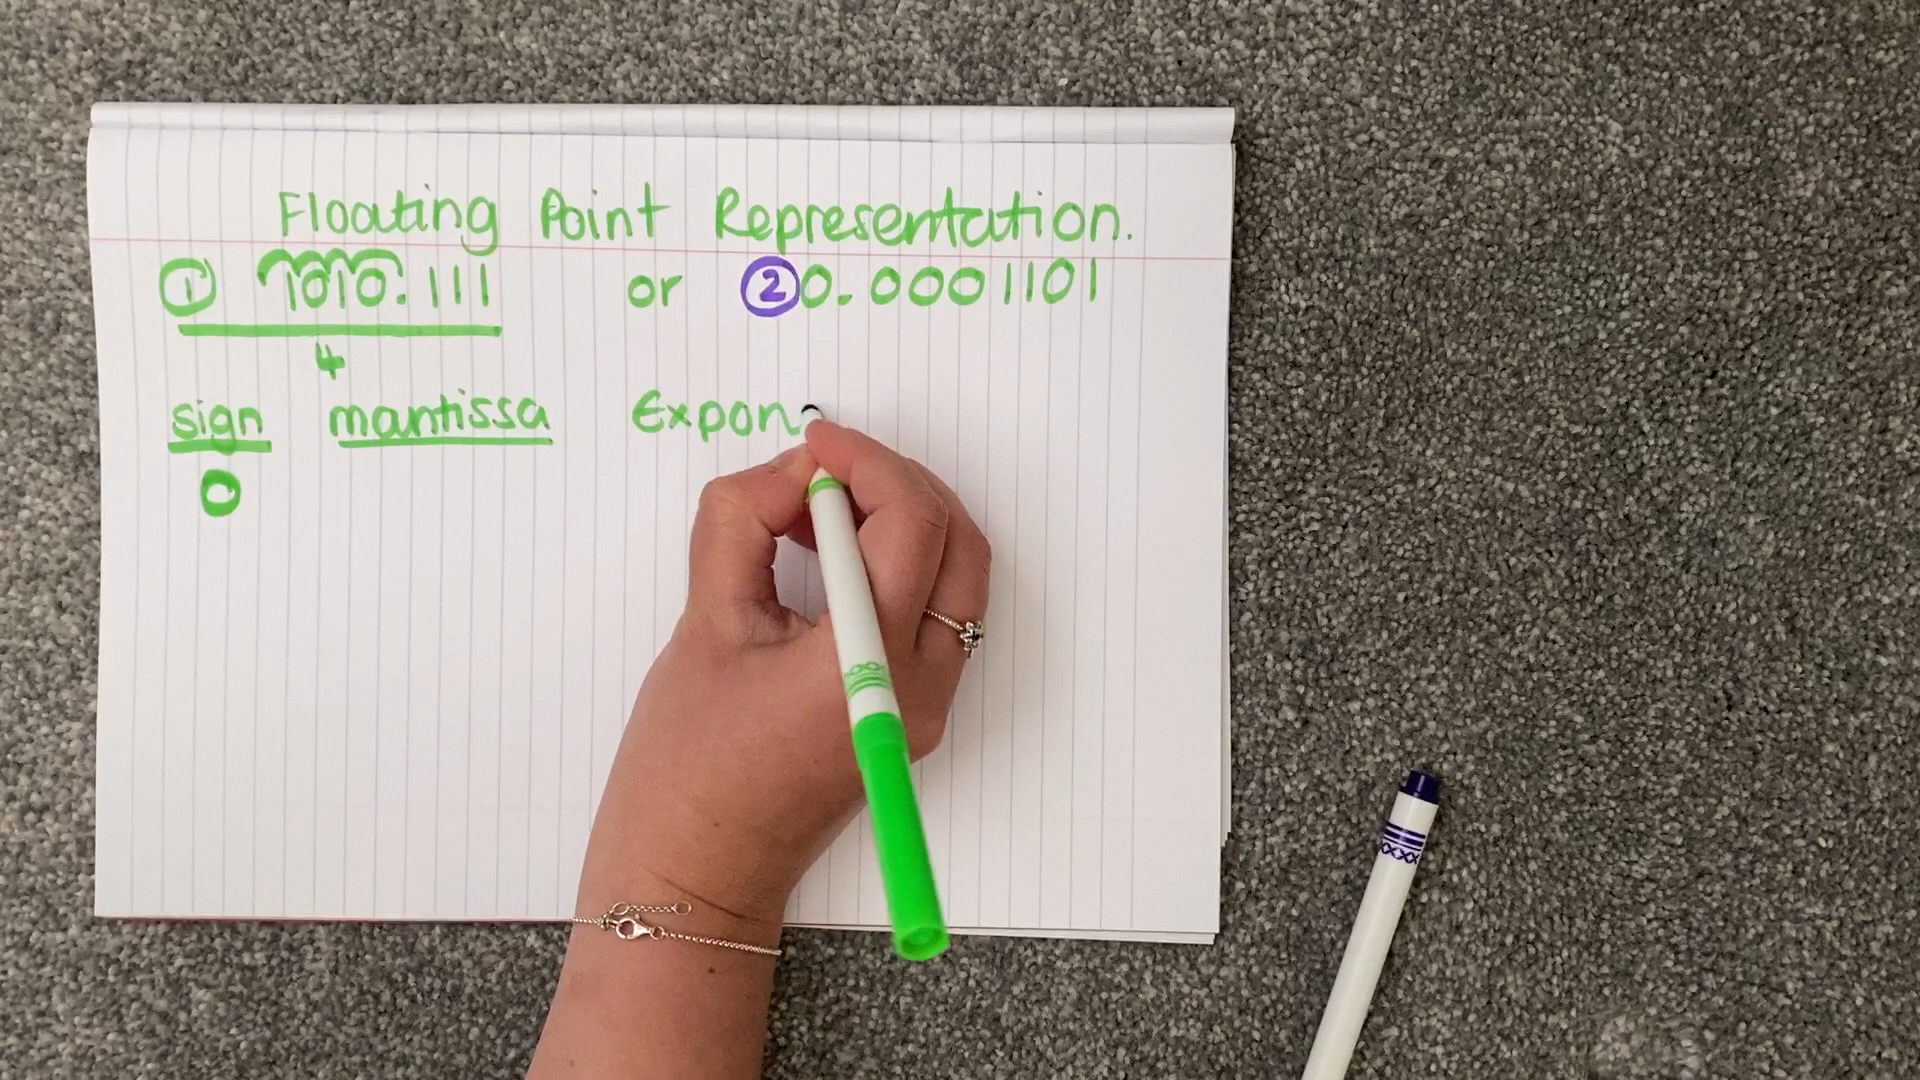 Floating Point Representation.
① 1010.111 or ② 0.0001101
4
sign mantissa Expon
0